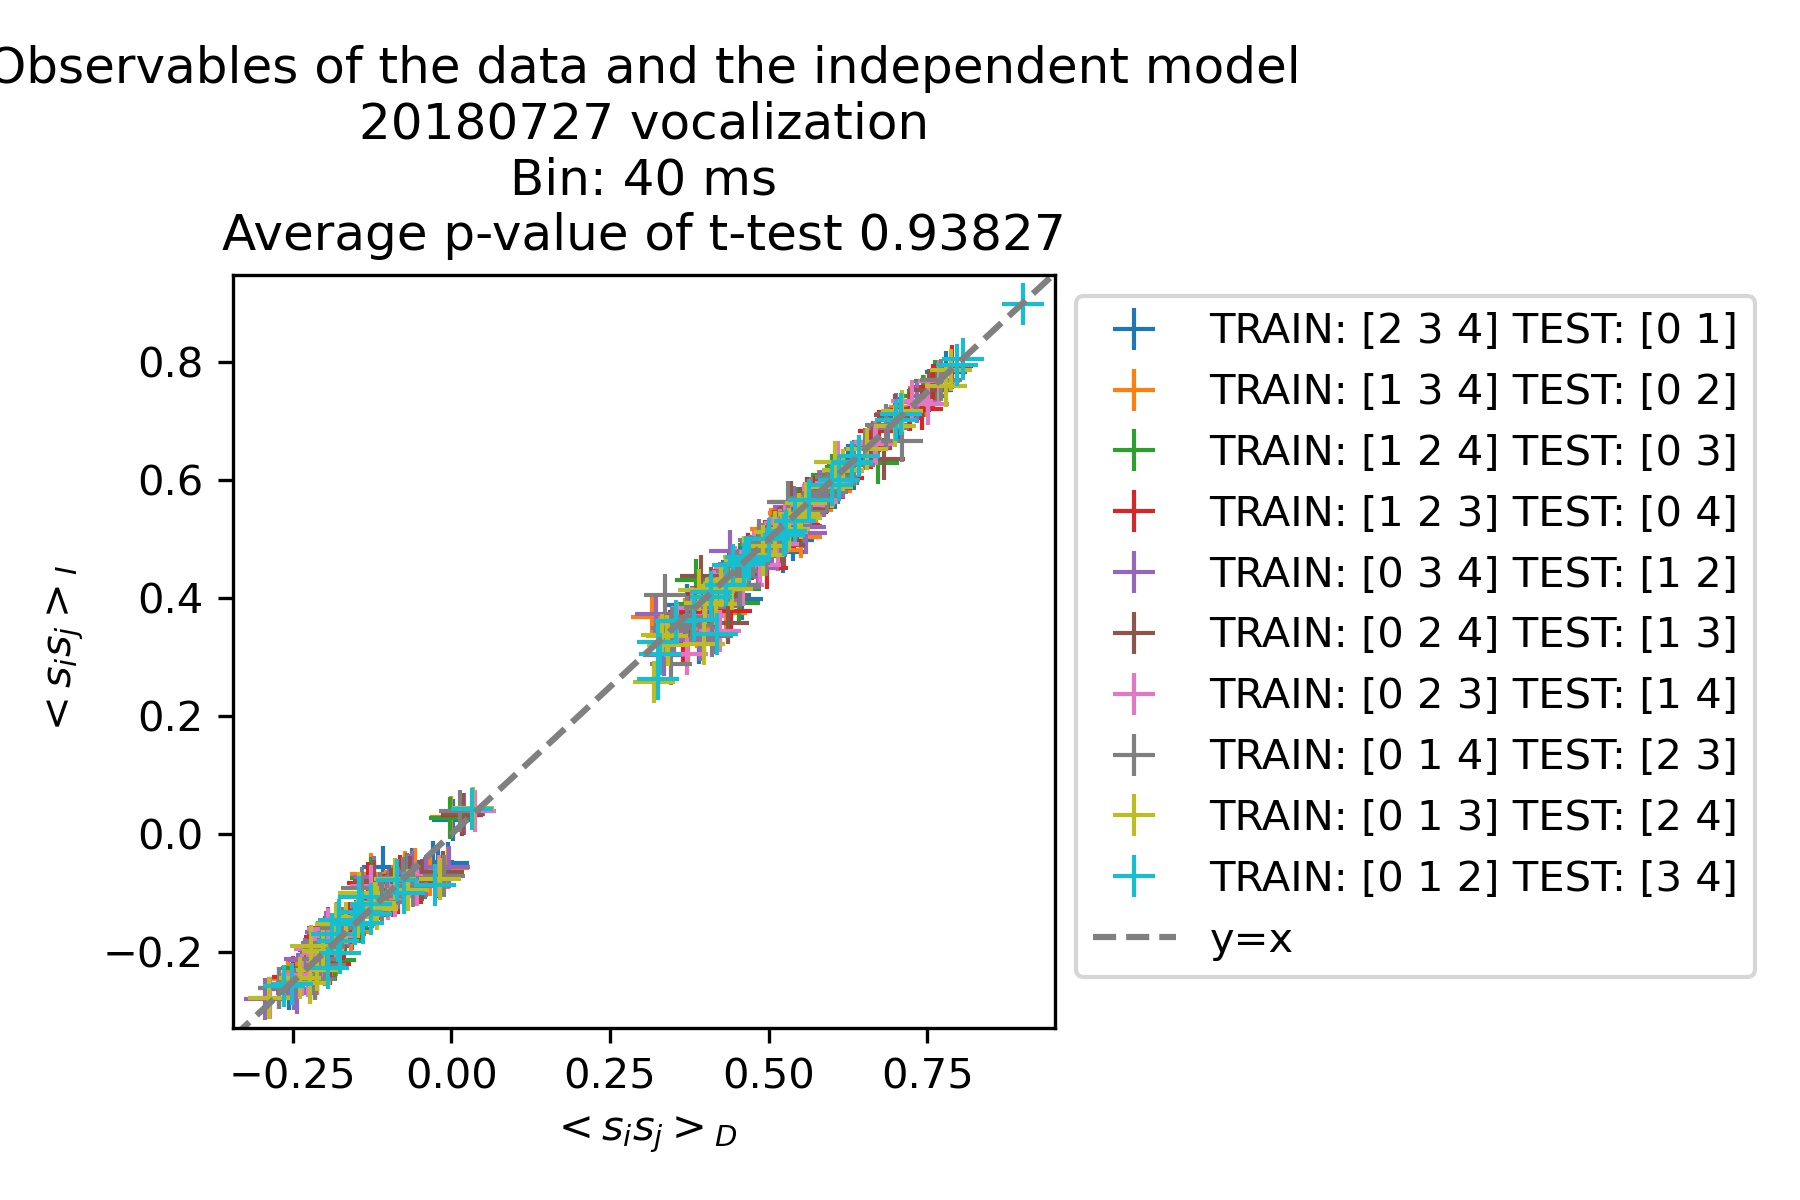 Observables of the data and the independent model
20180727 vocalization
Bin: 40 ms
Average p-value of t-test 0.93827
0.8
0.6
0.4
0.2
0.0
−0.2
< s_i s_j >_I
−0.25 0.00 0.25 0.50 0.75
< s_i s_j >_D
TRAIN: [2 3 4] TEST: [0 1]
TRAIN: [1 3 4] TEST: [0 2]
TRAIN: [1 2 4] TEST: [0 3]
TRAIN: [1 2 3] TEST: [0 4]
TRAIN: [0 3 4] TEST: [1 2]
TRAIN: [0 2 4] TEST: [1 3]
TRAIN: [0 2 3] TEST: [1 4]
TRAIN: [0 1 4] TEST: [2 3]
TRAIN: [0 1 3] TEST: [2 4]
TRAIN: [0 1 2] TEST: [3 4]
y=x